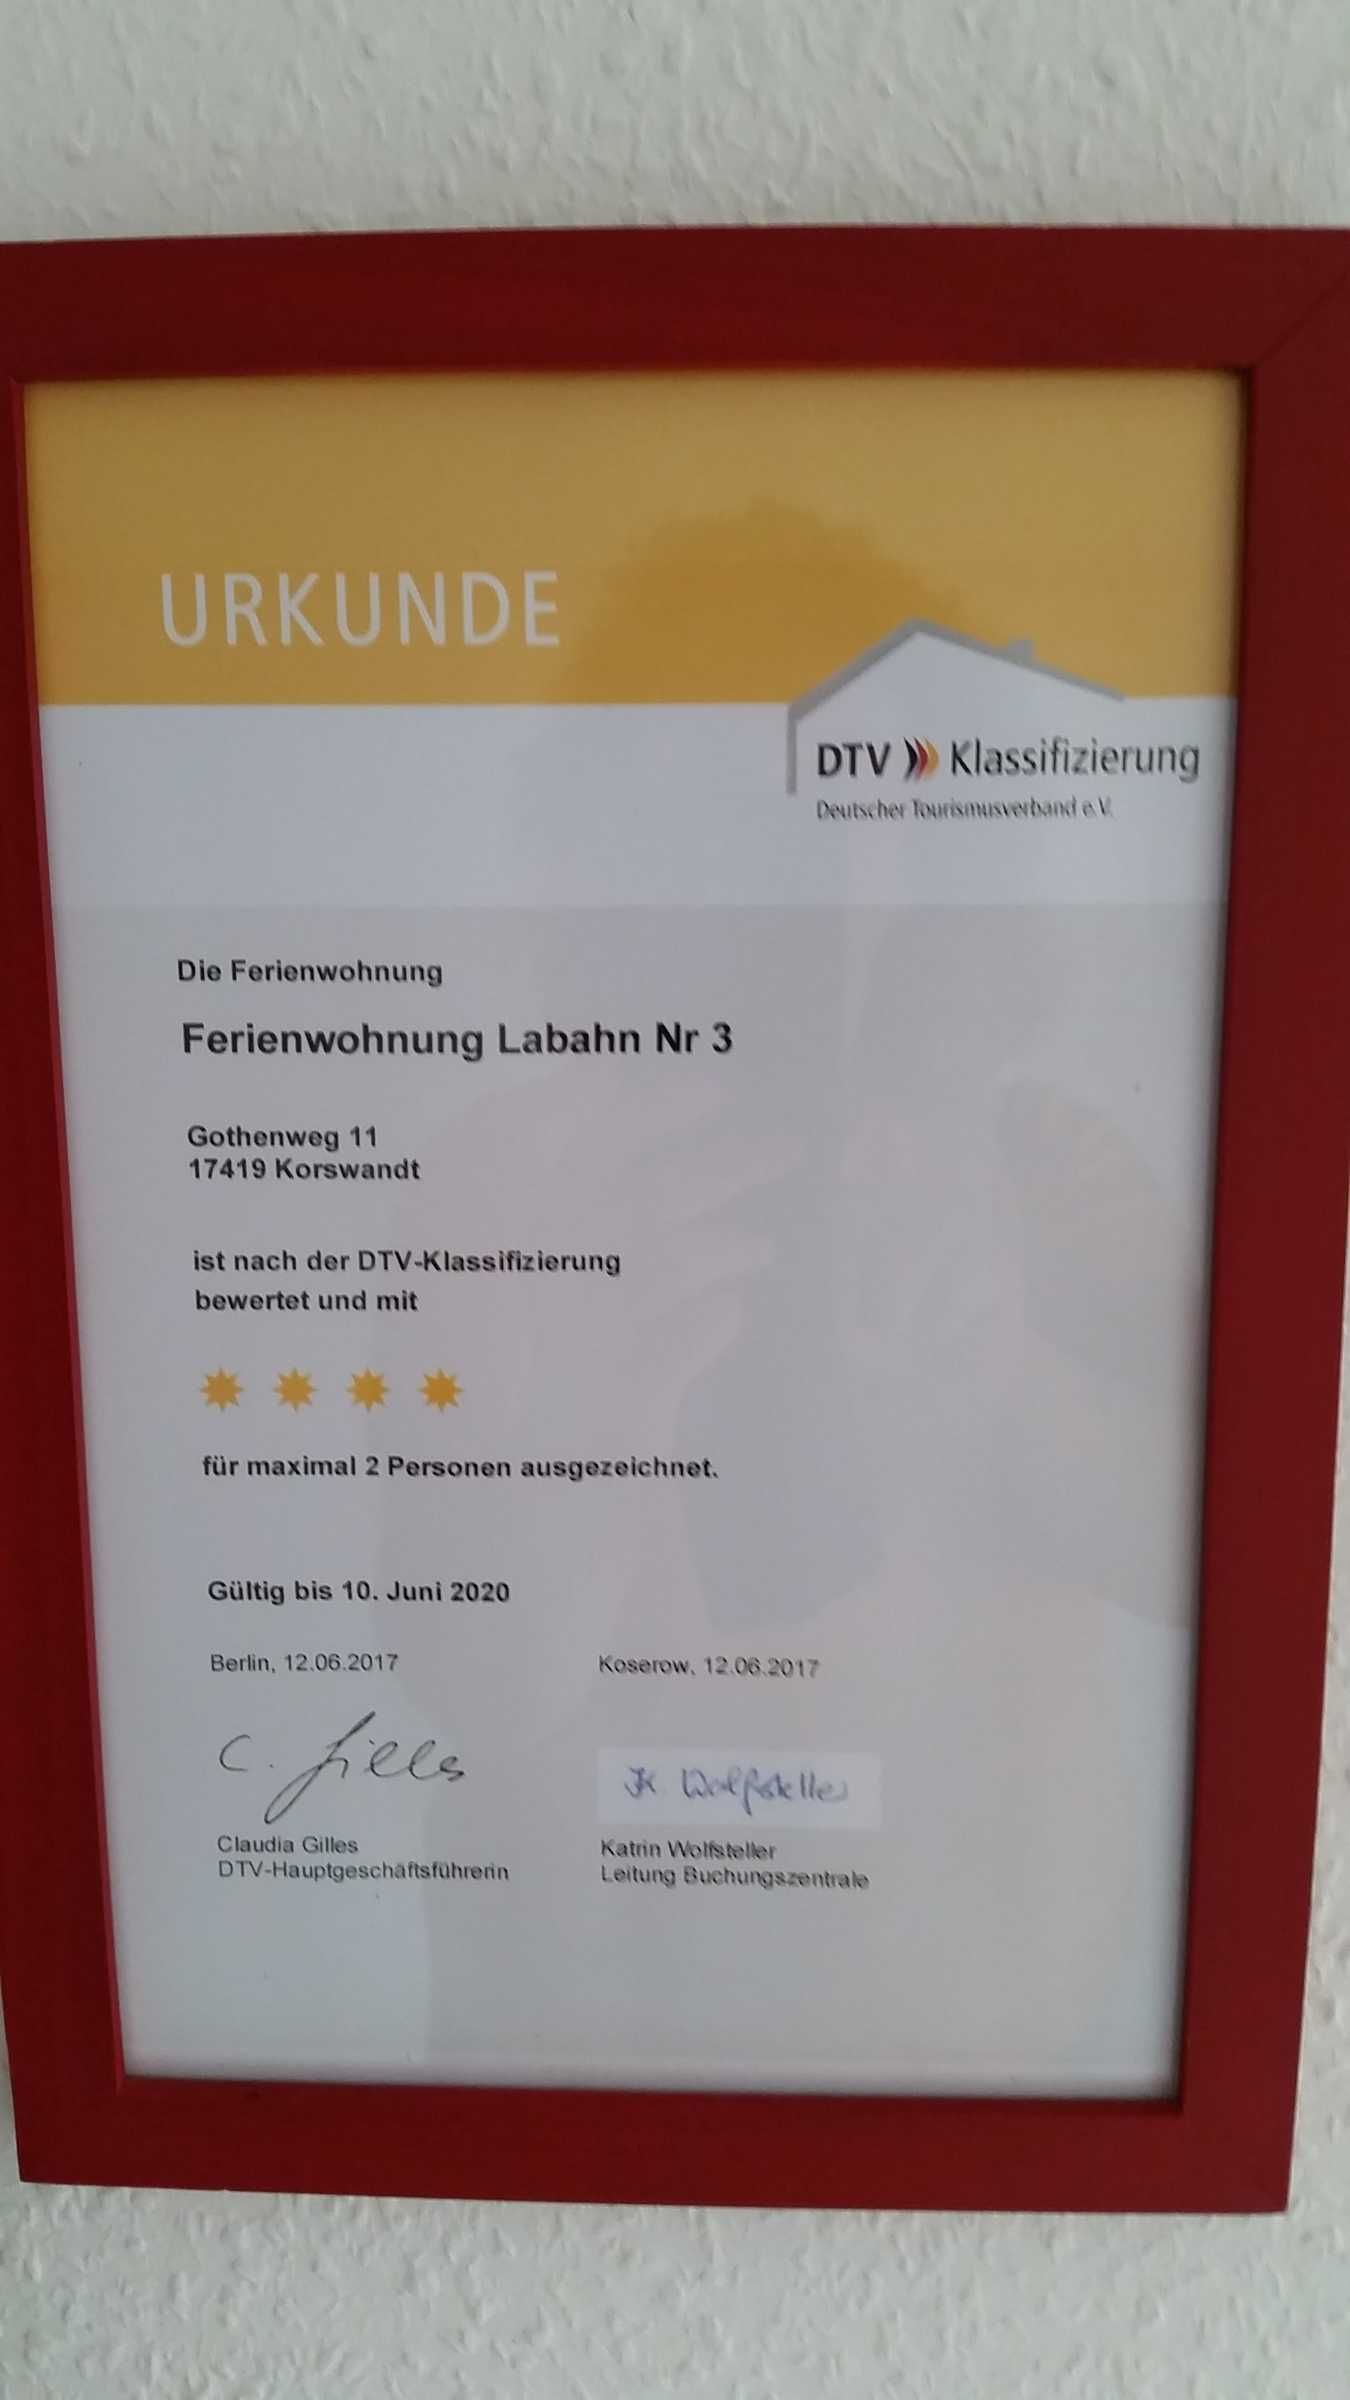 URKUNDE
DTV Klassifizierung
Deutscher Tourismusverband e.V.
Die Ferienwohnung
Ferienwohnung Labahn Nr 3
Gothenweg 11
17419 Korswandt
ist nach der DTV-Klassifizierung
bewertet und mit
für maximal 2 Personen ausgezeichnet.
Gültig bis 10. Juni 2020
Berlin, 12.06.2017
Koserow, 12.06.2017
C. Gilles
K. Wolfsteller
Claudia Gilles
DTV-Hauptgeschäftsführerin
Katrin Wolfsteller
Leitung Buchungszentrale